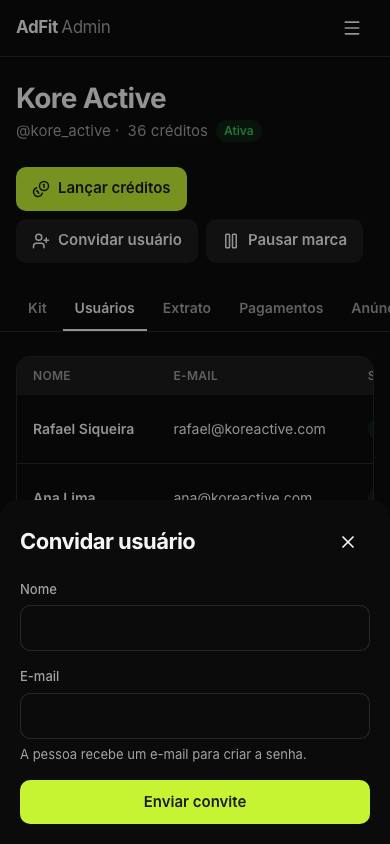 AdFit Admin
Kore Active
@kore_active · 36 créditos Ativa
Lançar créditos
Convidar usuário Pausar marca
Kit Usuários Extrato Pagamentos
NOME E-MAIL
Rafael Siqueira rafael@koreactive.com
Ana Lima ana@koreactive.com
Convidar usuário
Nome
E-mail
A pessoa recebe um e-mail para criar a senha.
Enviar convite